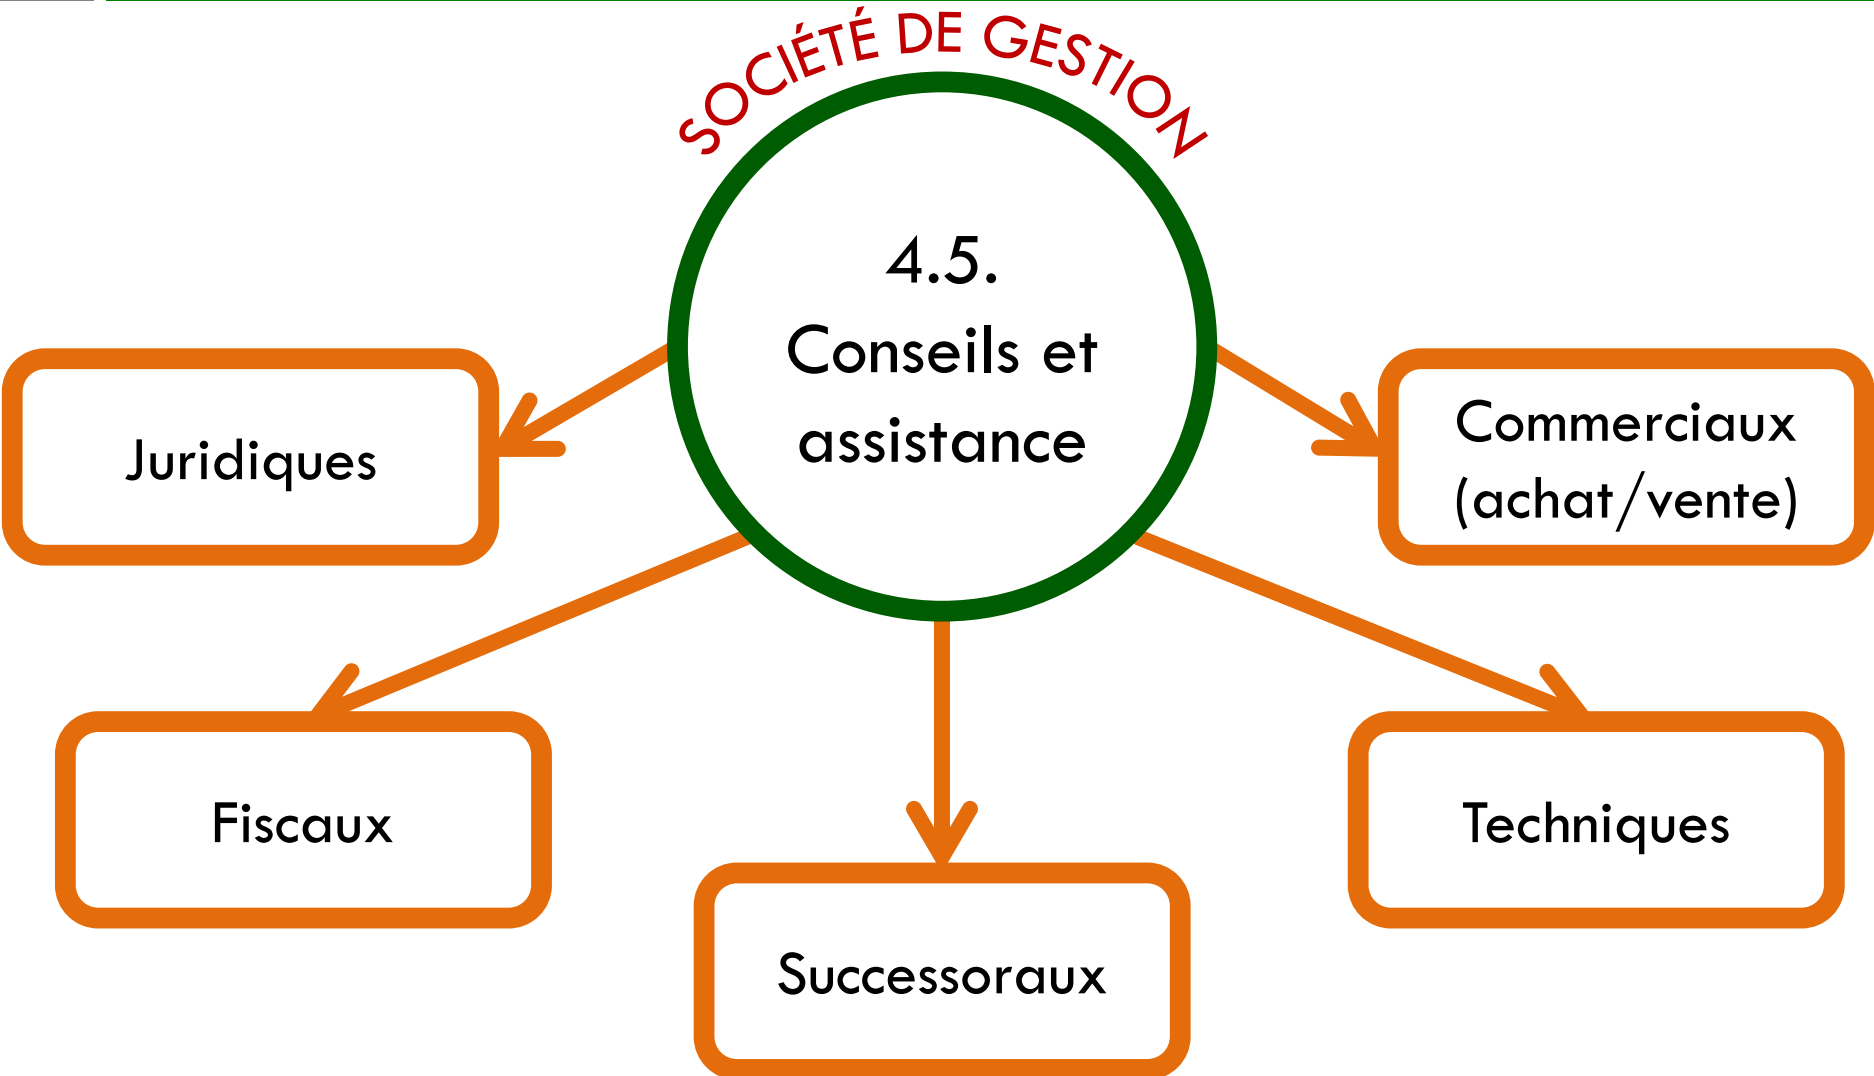 SOCIÉTÉ DE GESTION
4.5.
Conseils et
assistance
Juridiques
Commerciaux
(achat/vente)
Fiscaux
Techniques
Successoraux